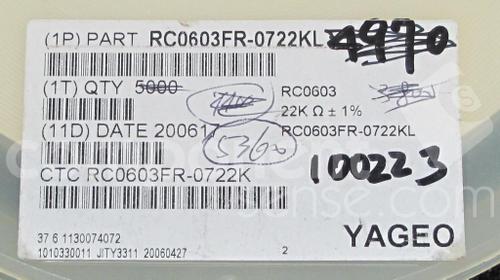 (1P) PART RC0603FR-0722KL 4970
(1T) QTY 5000
RC0603
22K Ω ± 1%
(11D) DATE 200617
5360
RC0603FR-0722KL
CTC RC0603FR-0722K
100223
37 6 1130074072
1010330011 JITY3311 20060427
2
YAGEO